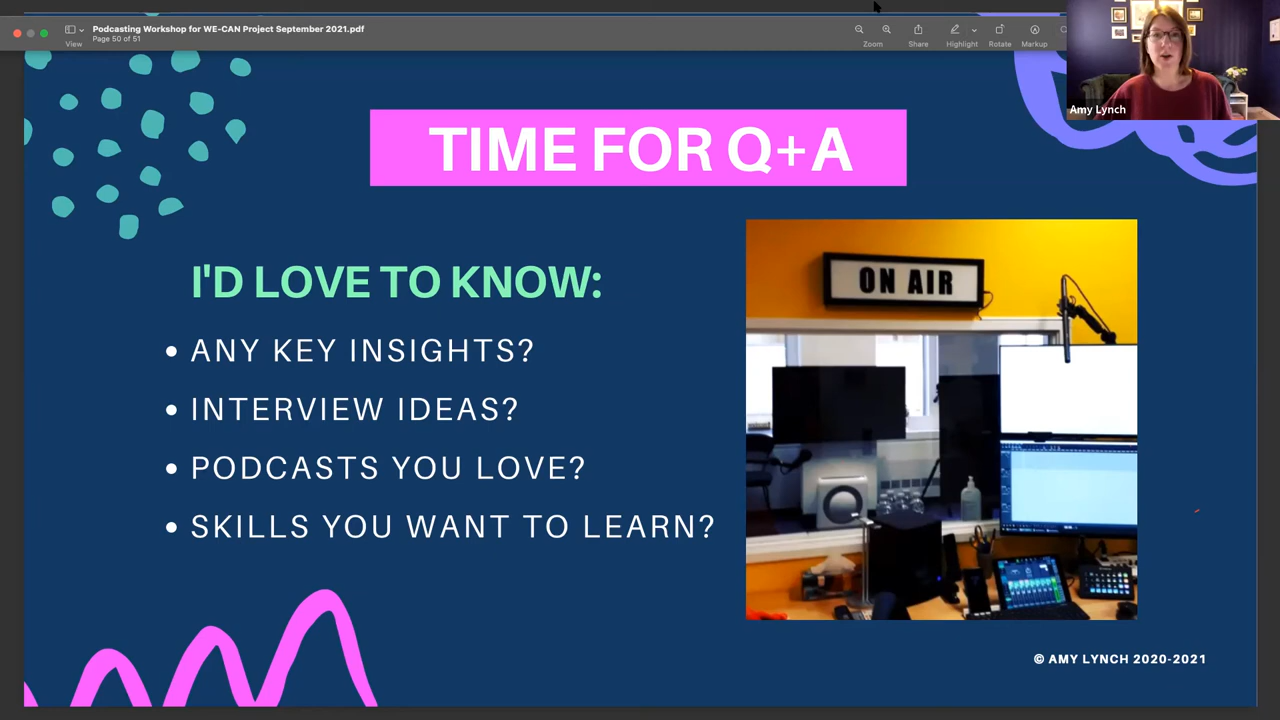 Podcasting Workshop for WE-CAN Project September 2021.pdf
Page 50 of 51
View
Zoom
Share
Highlight
Rotate
Markup
Amy Lynch
TIME FOR Q+A
ON AIR
I'D LOVE TO KNOW:
ANY KEY INSIGHTS?
INTERVIEW IDEAS?
PODCASTS YOU LOVE?
SKILLS YOU WANT TO LEARN?
© AMY LYNCH 2020-2021